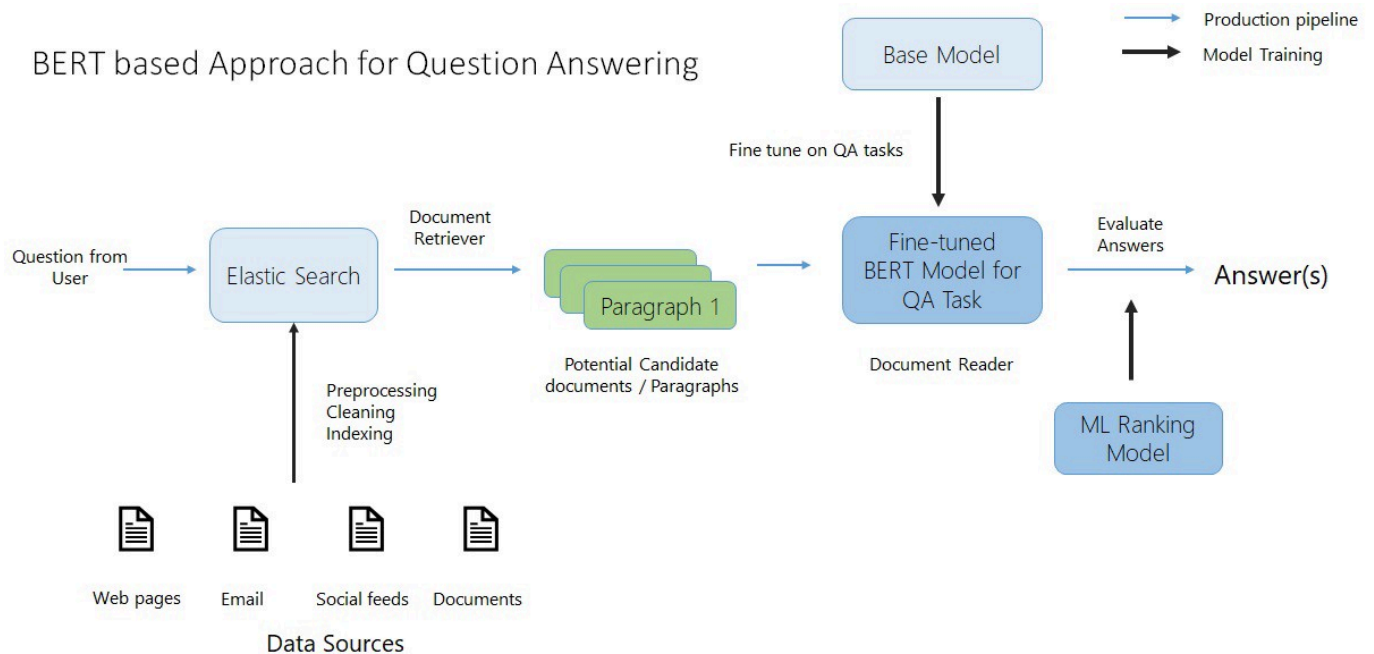 BERT based Approach for Question Answering
Production pipeline
Model Training
Base Model
Fine tune on QA tasks
Question from
User
Elastic Search
Document
Retriever
Paragraph 1
Potential Candidate
documents / Paragraphs
Fine-tuned
BERT Model for
QA Task
Document Reader
Evaluate
Answers
Answer(s)
ML Ranking
Model
Preprocessing
Cleaning
Indexing
Web pages
Email
Social feeds
Documents
Data Sources